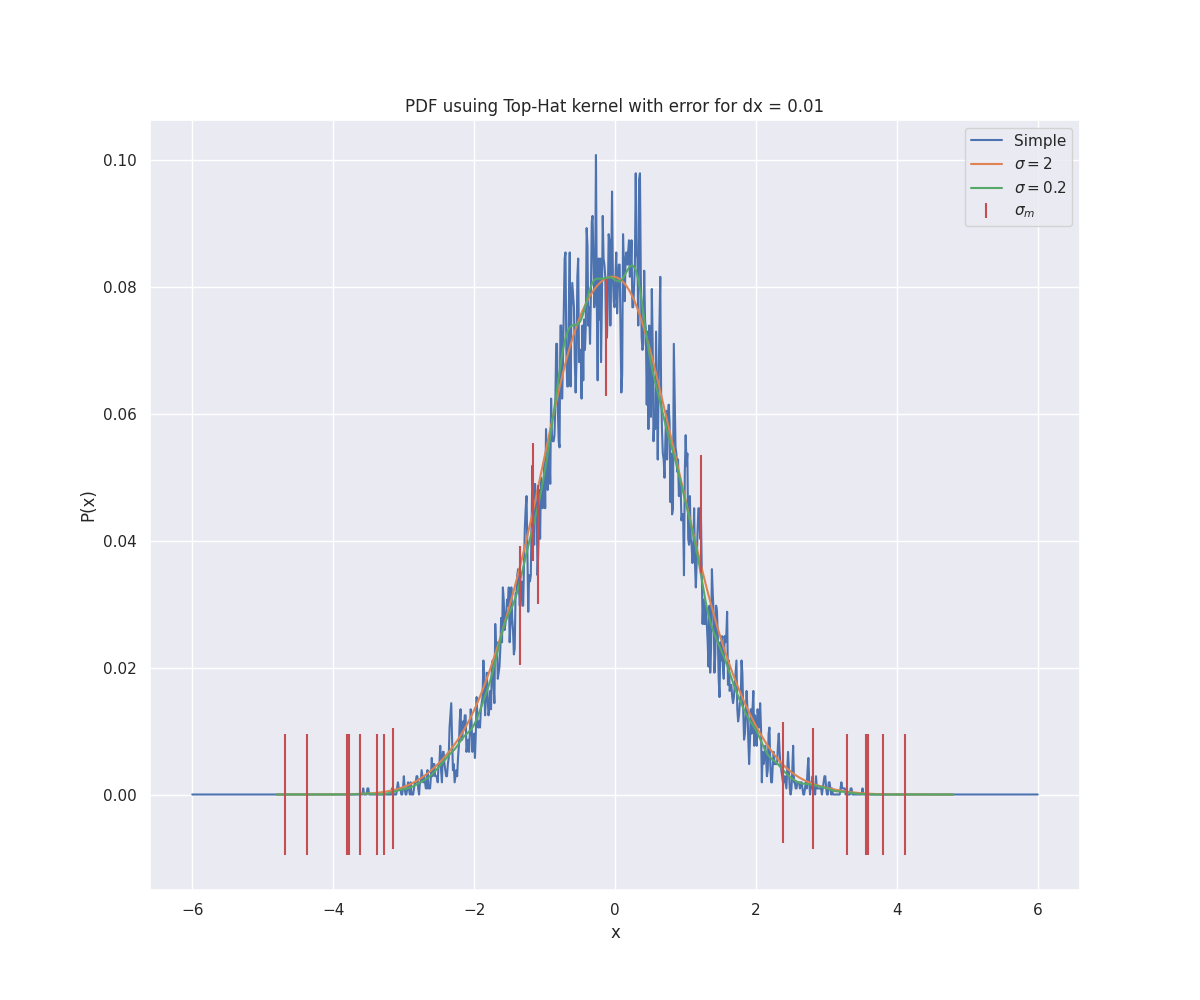 PDF usuing Top-Hat kernel with error for dx = 0.01
Simple
σ = 2
σ = 0.2
σm
0.10
0.08
0.06
0.04
0.02
0.00
P(x)
−6 −4 −2 0 2 4 6
x